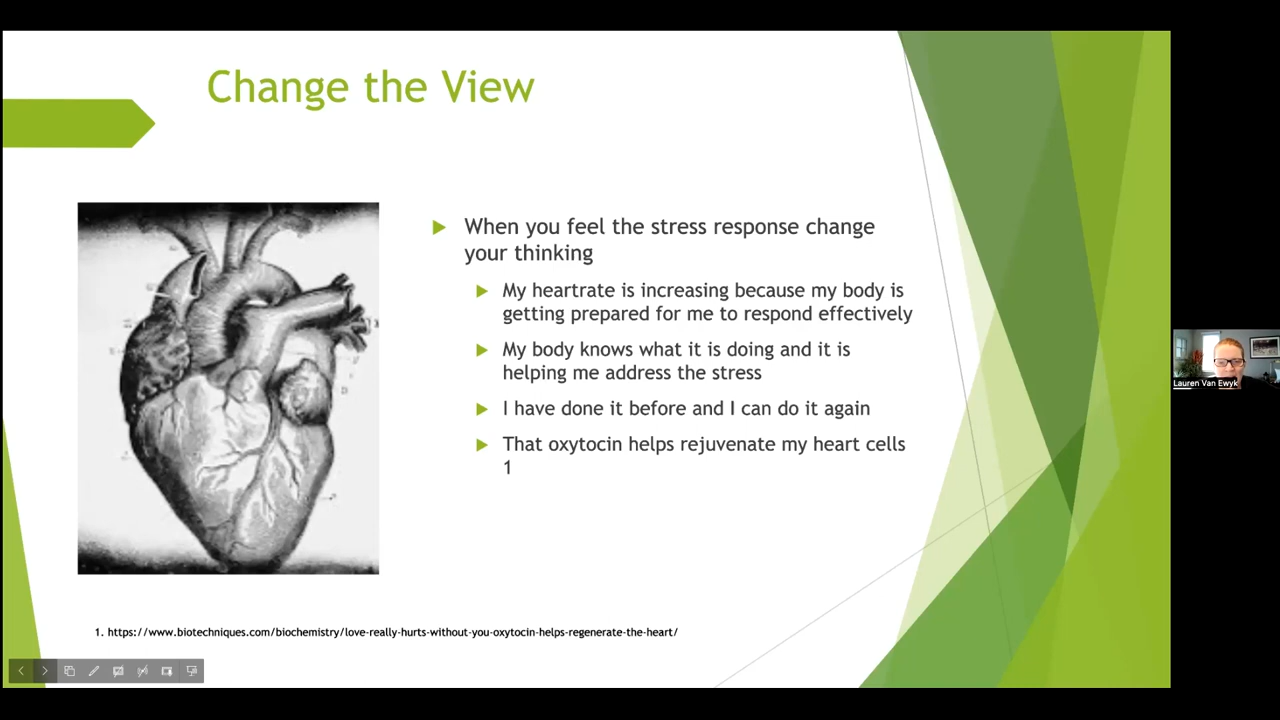 Change the View
When you feel the stress response change
your thinking
My heartrate is increasing because my body is
getting prepared for me to respond effectively
My body knows what it is doing and it is
helping me address the stress
I have done it before and I can do it again
That oxytocin helps rejuvenate my heart cells
1
1. https://www.biotechniques.com/biochemistry/love-really-hurts-without-you-oxytocin-helps-regenerate-the-heart/
Lauren Van Ewyk